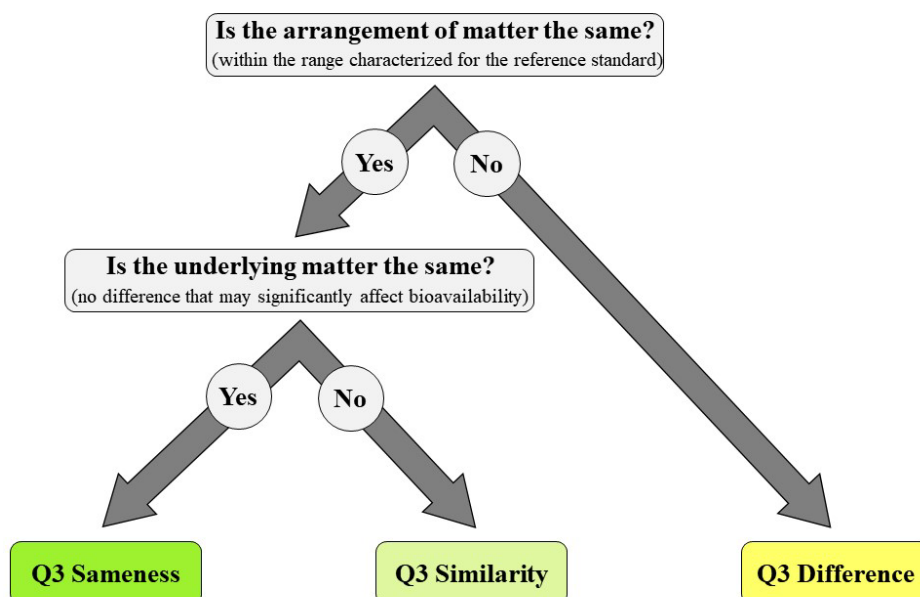 Is the arrangement of matter the same?
(within the range characterized for the reference standard)
Yes
No
Is the underlying matter the same?
(no difference that may significantly affect bioavailability)
Yes
No
Q3 Sameness
Q3 Similarity
Q3 Difference